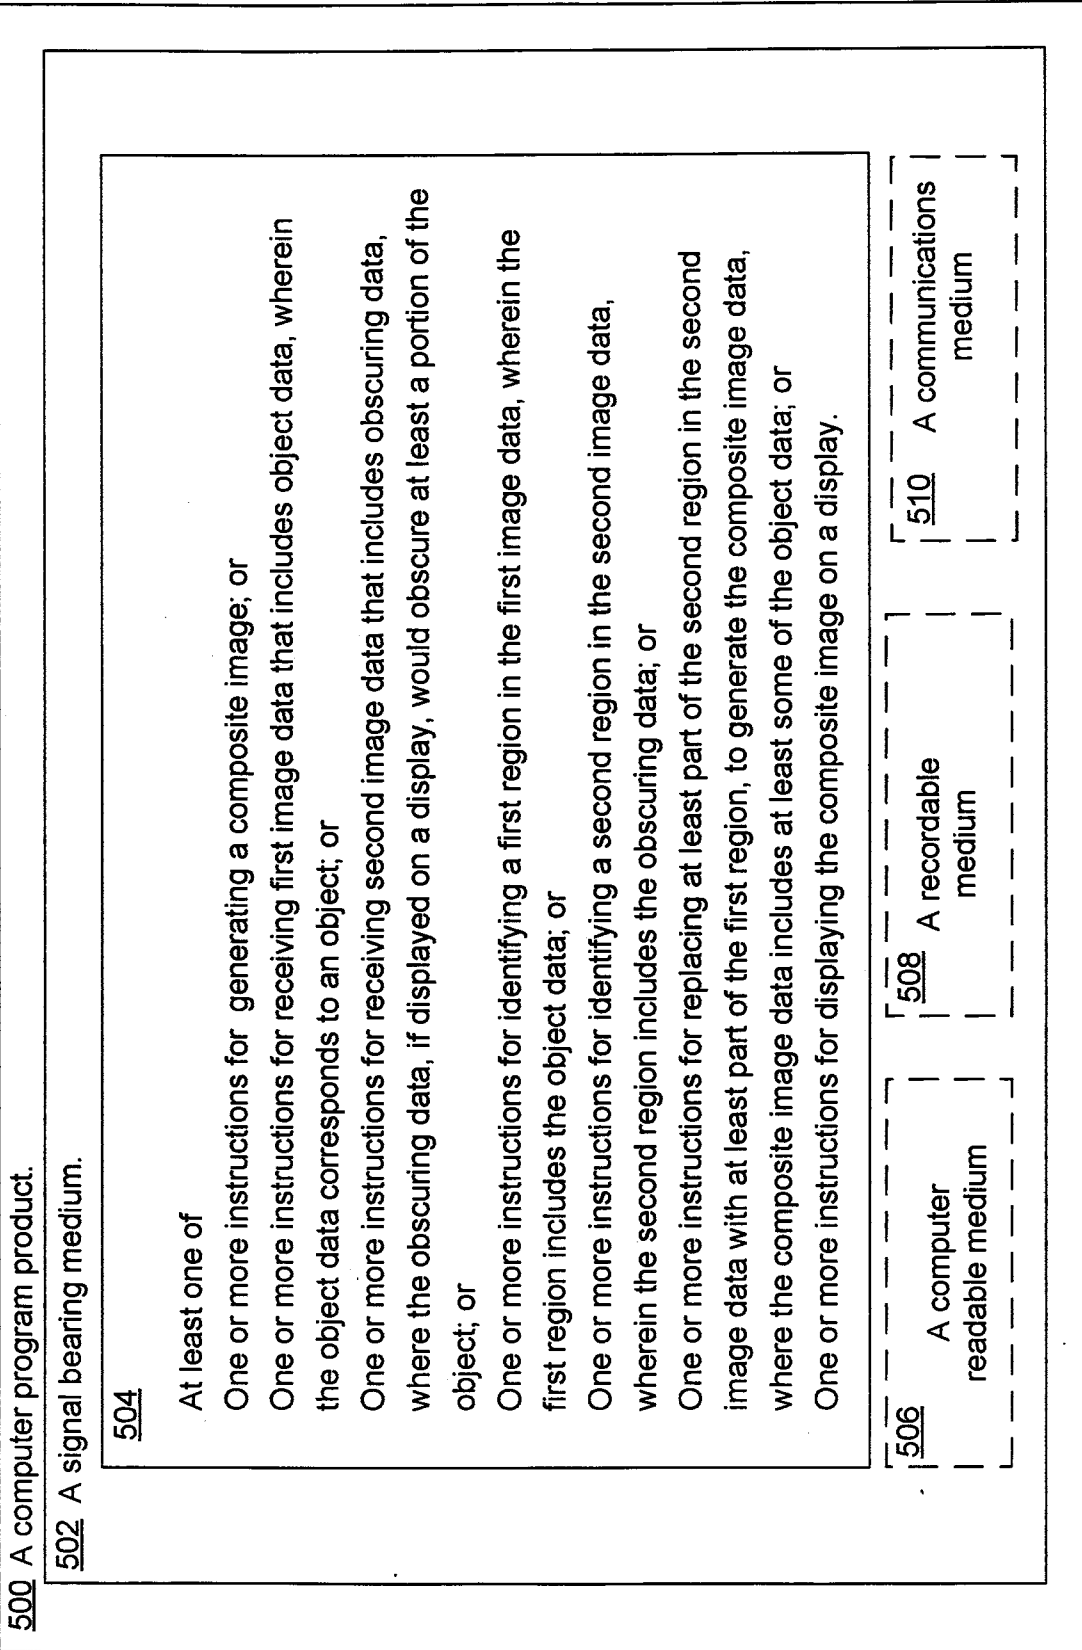 500 A computer program product.
502 A signal bearing medium.
504
At least one of
One or more instructions for generating a composite image; or
One or more instructions for receiving first image data that includes object data, wherein
the object data corresponds to an object; or
One or more instructions for receiving second image data that includes obscuring data,
where the obscuring data, if displayed on a display, would obscure at least a portion of the
object; or
One or more instructions for identifying a first region in the first image data, wherein the
first region includes the object data; or
One or more instructions for identifying a second region in the second image data,
wherein the second region includes the obscuring data; or
One or more instructions for replacing at least part of the second region in the second
image data with at least part of the first region, to generate the composite image data,
where the composite image data includes at least some of the object data; or
One or more instructions for displaying the composite image on a display.
506 A computer
readable medium
508 A recordable
medium
510 A communications
medium